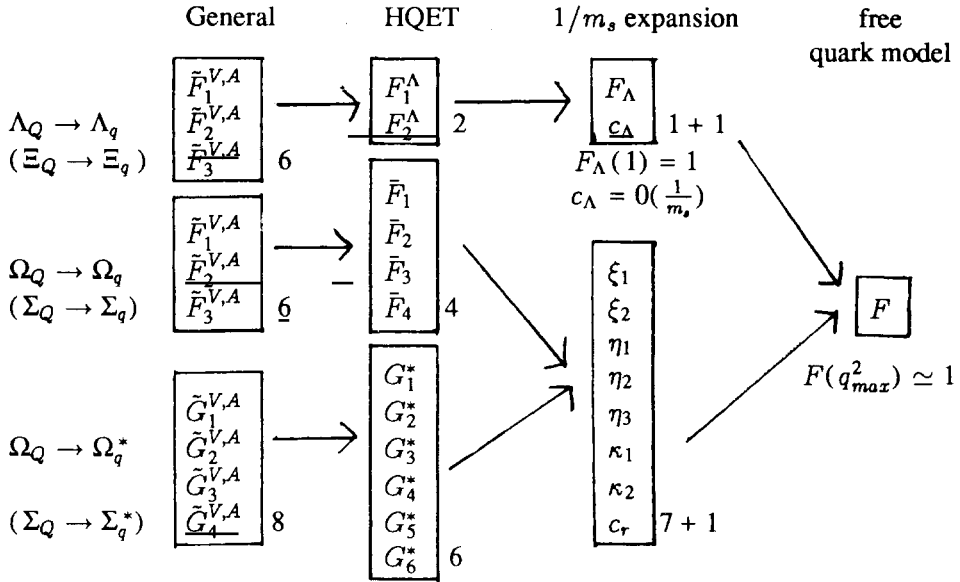 General HQET 1/m_s expansion free
quark model
Λ_Q → Λ_q
(Ξ_Q → Ξ_q)
F̃_1^{V,A}
F̃_2^{V,A}
F̃_3^{V,A} 6
F_1^Λ
F_2^Λ 2
F_Λ
c_Λ 1 + 1
F_Λ(1) = 1
c_Λ = 0(1/m_s)
Ω_Q → Ω_q
(Σ_Q → Σ_q)
F̃_1^{V,A}
F̃_2^{V,A}
F̃_3^{V,A} 6
F̄_1
F̄_2
F̄_3
F̄_4 4
Ω_Q → Ω_q^*
(Σ_Q → Σ_q^*)
G̃_1^{V,A}
G̃_2^{V,A}
G̃_3^{V,A}
G̃_4^{V,A} 8
G_1^*
G_2^*
G_3^*
G_4^*
G_5^*
G_6^* 6
ξ_1
ξ_2
η_1
η_2
η_3
κ_1
κ_2
c_r 7 + 1
F
F(q_{max}^2) ≃ 1